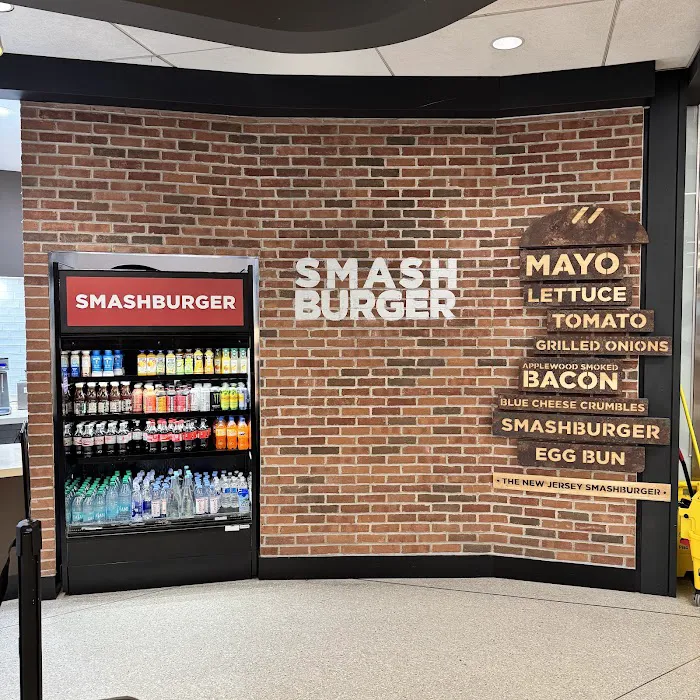 SMASHBURGER
SMASH
BURGER
MAYO
LETTUCE
TOMATO
GRILLED ONIONS
APPLEWOOD SMOKED
BACON
BLUE CHEESE CRUMBLES
SMASHBURGER
EGG BUN
• THE NEW JERSEY SMASHBURGER •